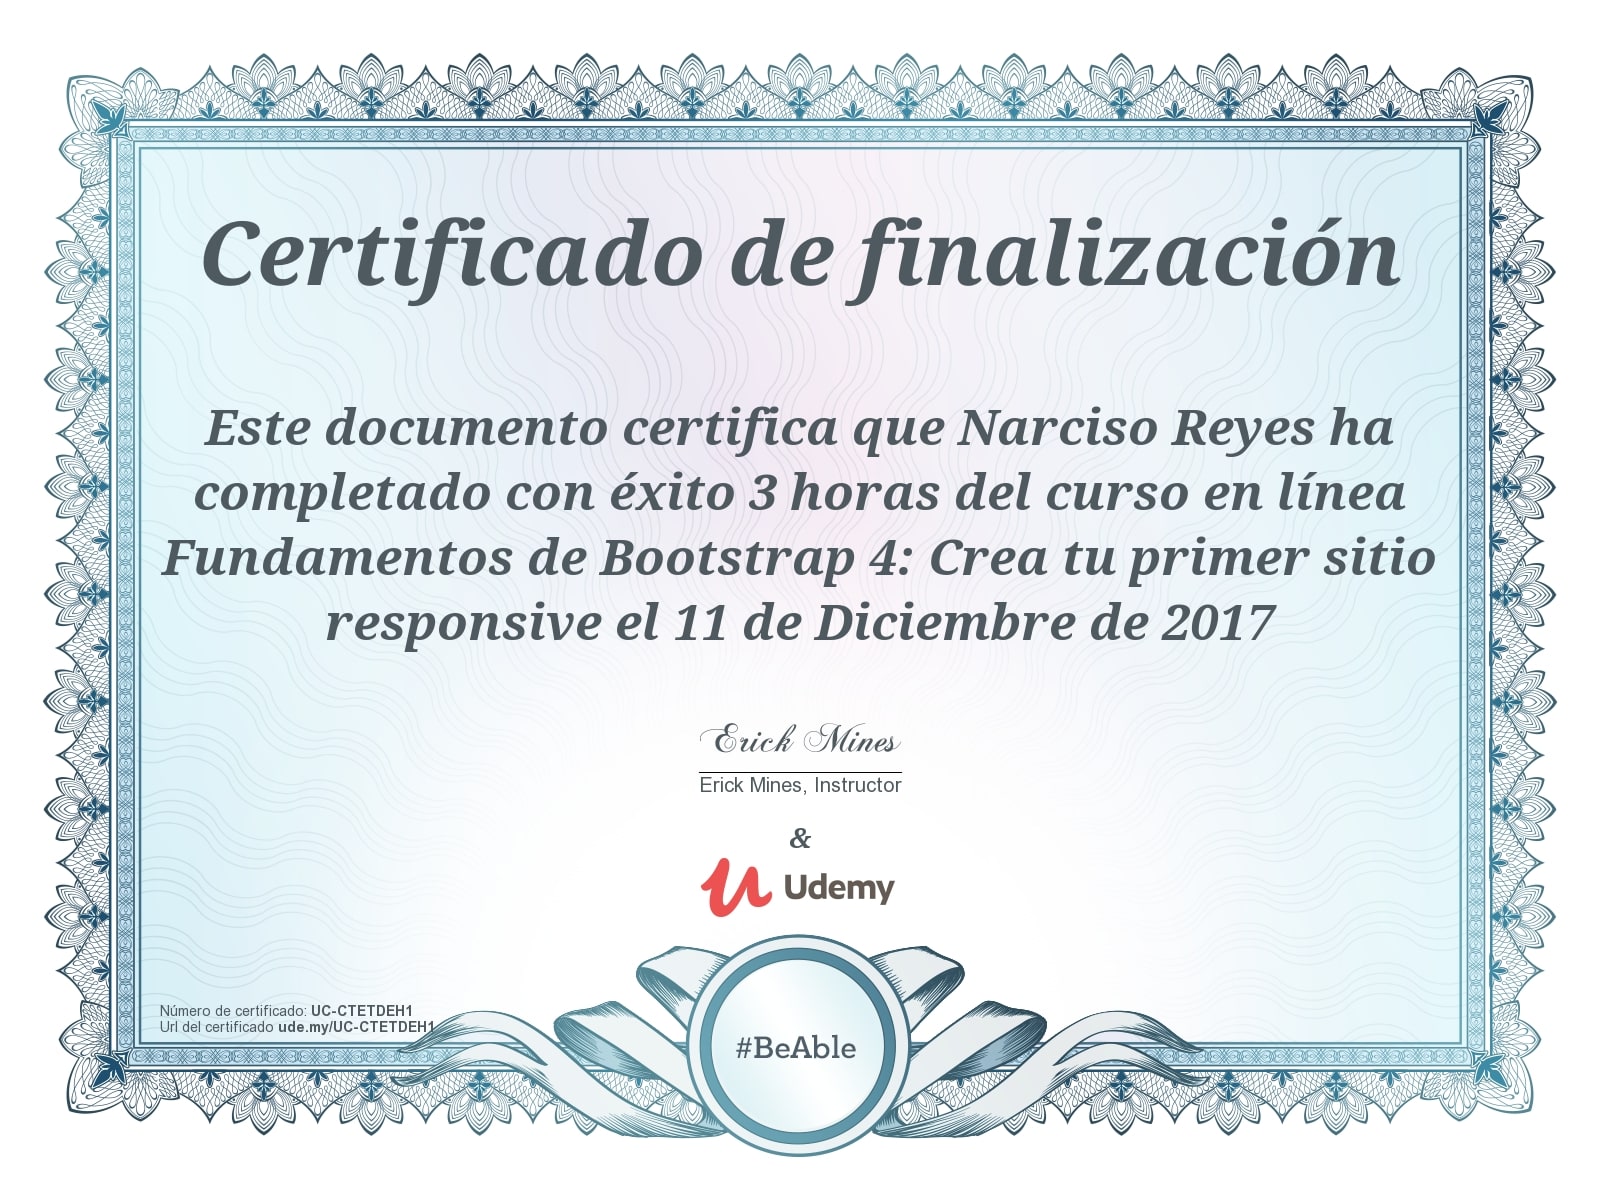 Certificado de finalización
Este documento certifica que Narciso Reyes ha
completado con éxito 3 horas del curso en línea
Fundamentos de Bootstrap 4: Crea tu primer sitio
responsive el 11 de Diciembre de 2017
Erick Mines
Erick Mines, Instructor
&
Udemy
Número de certificado: UC-CTETDEH1
Url del certificado ude.my/UC-CTETDEH1
#BeAble